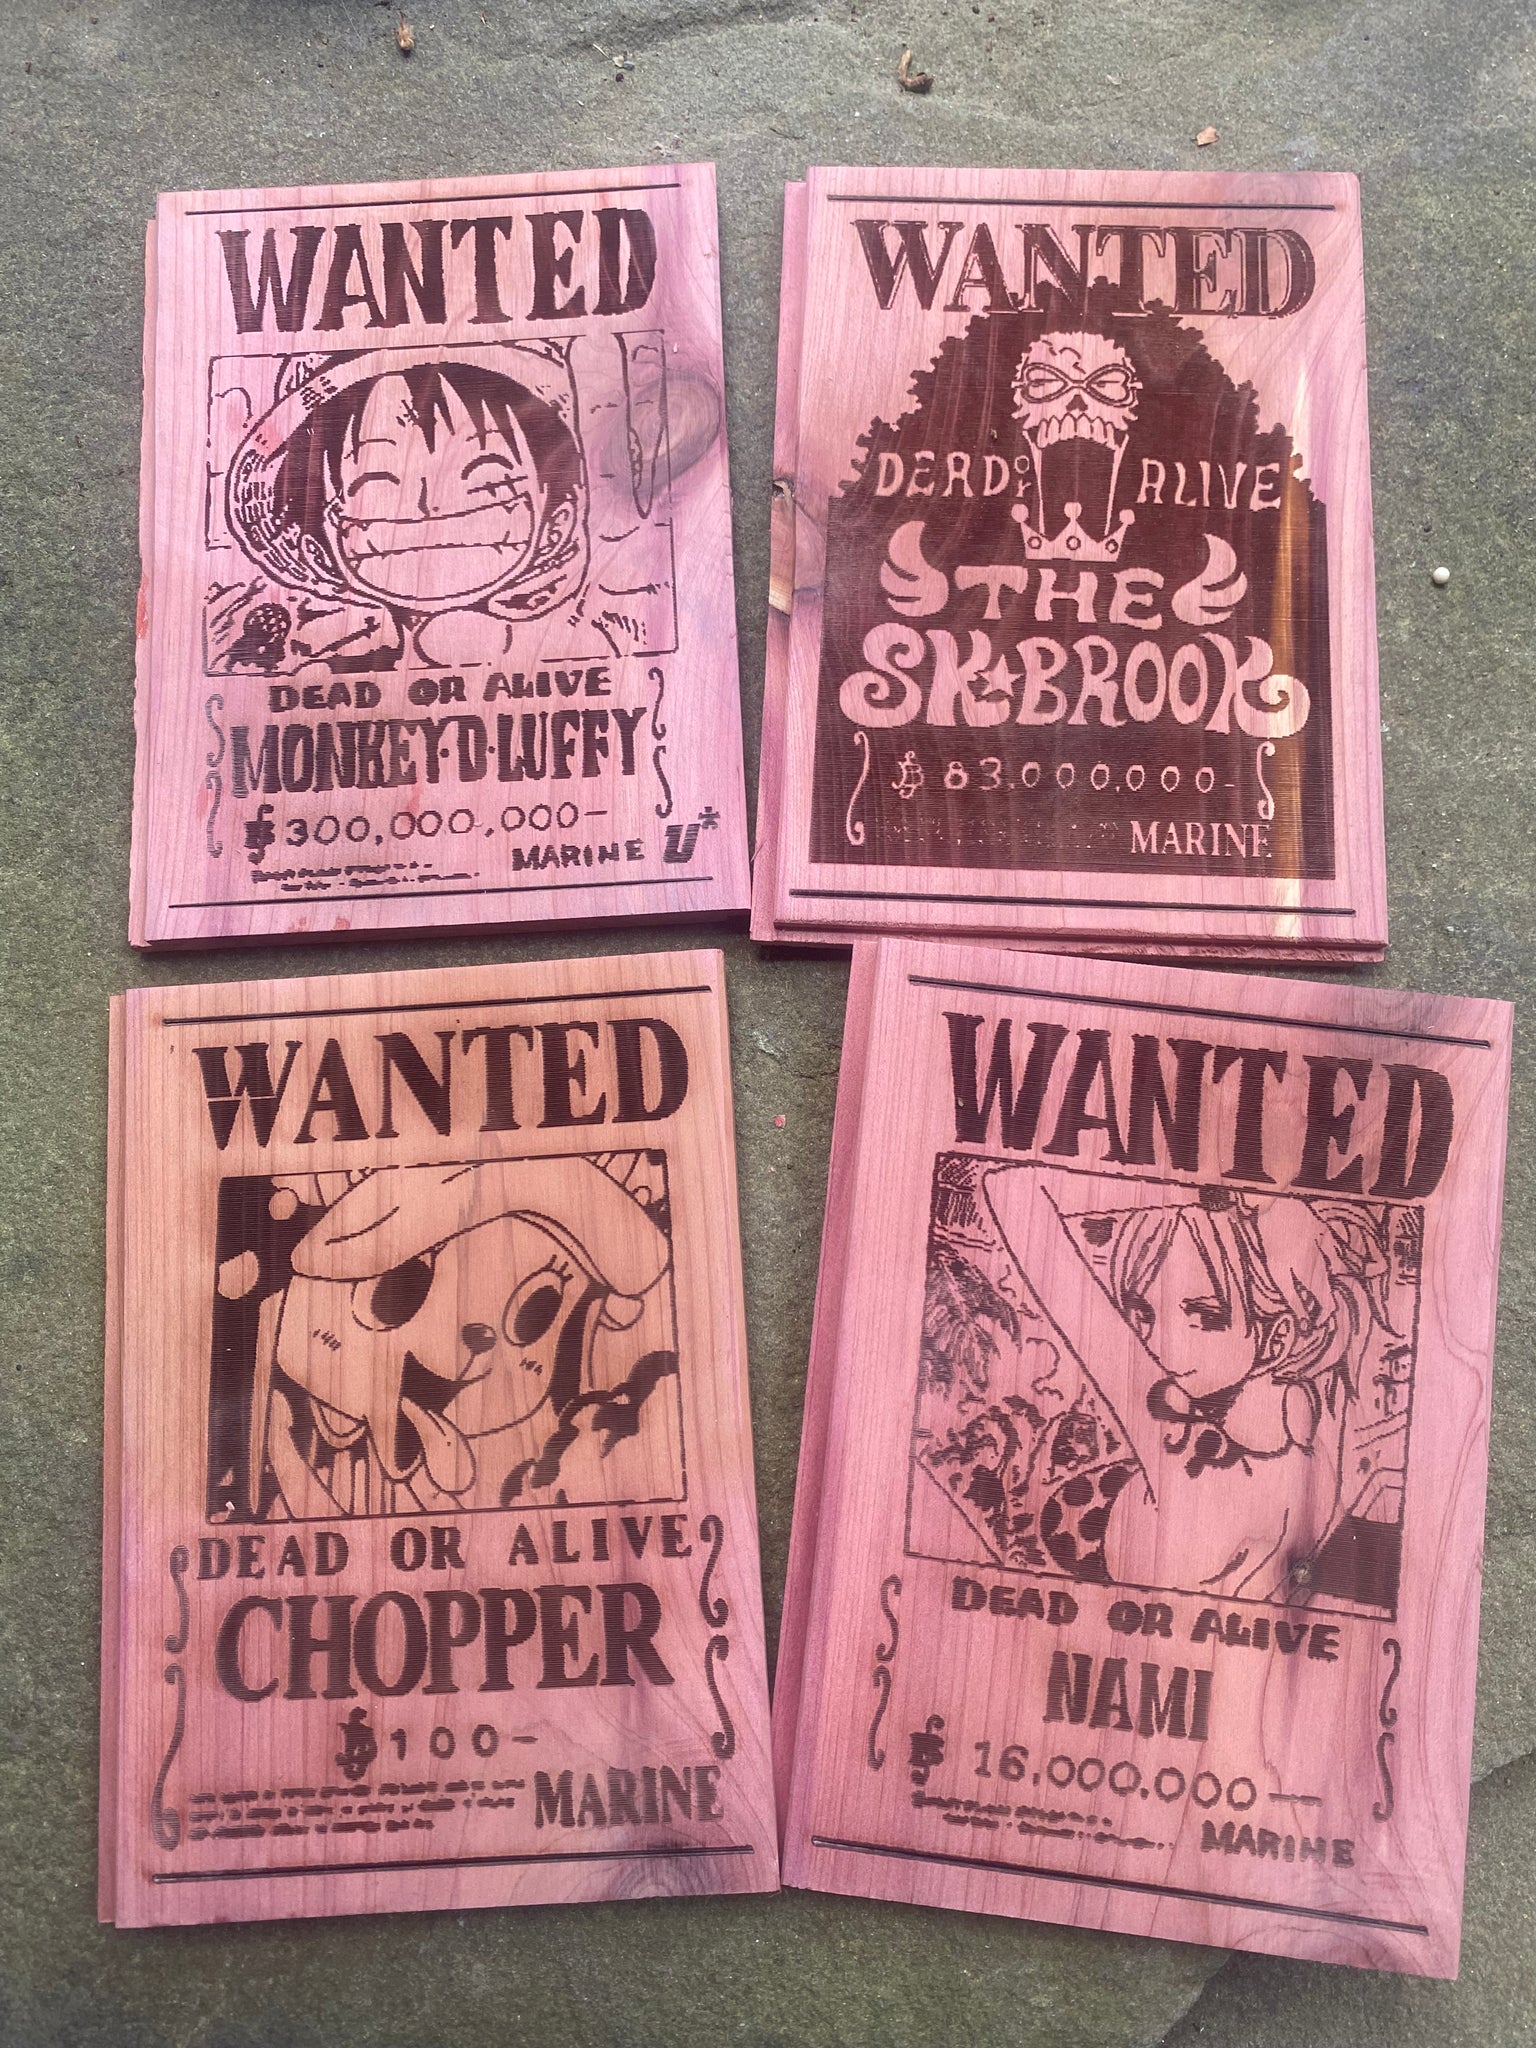 WANTED
DEAD OR ALIVE
MONKEY·D·LUFFY
300,000,000-
MARINE
WANTED
DEAD OR ALIVE
THE
SK★BROOK
83,000,000-
MARINE
WANTED
DEAD OR ALIVE
CHOPPER
100-
MARINE
WANTED
DEAD OR ALIVE
NAMI
16,000,000-
MARINE